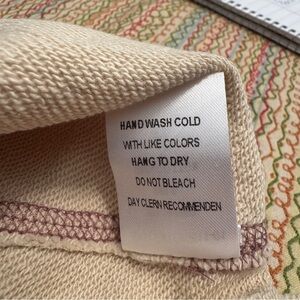 HAND WASH COLD
WITH LIKE COLORS
HANG TO DRY
DO NOT BLEACH
DAY CLERN RECOMMENDEN